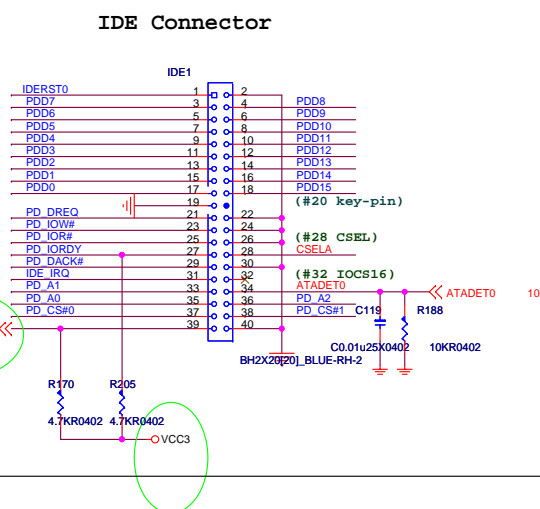 IDE Connector
IDE1
IDERST0 1 2
PDD7 3 4 PDD8
PDD6 5 6 PDD9
PDD5 7 8 PDD10
PDD4 9 10 PDD11
PDD3 11 12 PDD12
PDD2 13 14 PDD13
PDD1 15 16 PDD14
PDD0 17 18 PDD15
19 (#20 key-pin)
PD_DREQ 21 22
PD_IOW# 23 24
PD_IOR# 25 26 (#28 CSEL)
PD_IORDY 27 28 CSELA
PD_DACK# 29 30
IDE_IRQ 31 32 (#32 IOCS16)
PD_A1 33 34 ATADET0 ATADET0 10
PD_A0 35 36 PD_A2
PD_CS#0 37 38 PD_CS#1 C119 R188
39 40
C0.01u25X0402 10KR0402
BH2X20[20]_BLUE-RH-2
R170 R205
4.7KR0402 4.7KR0402
VCC3